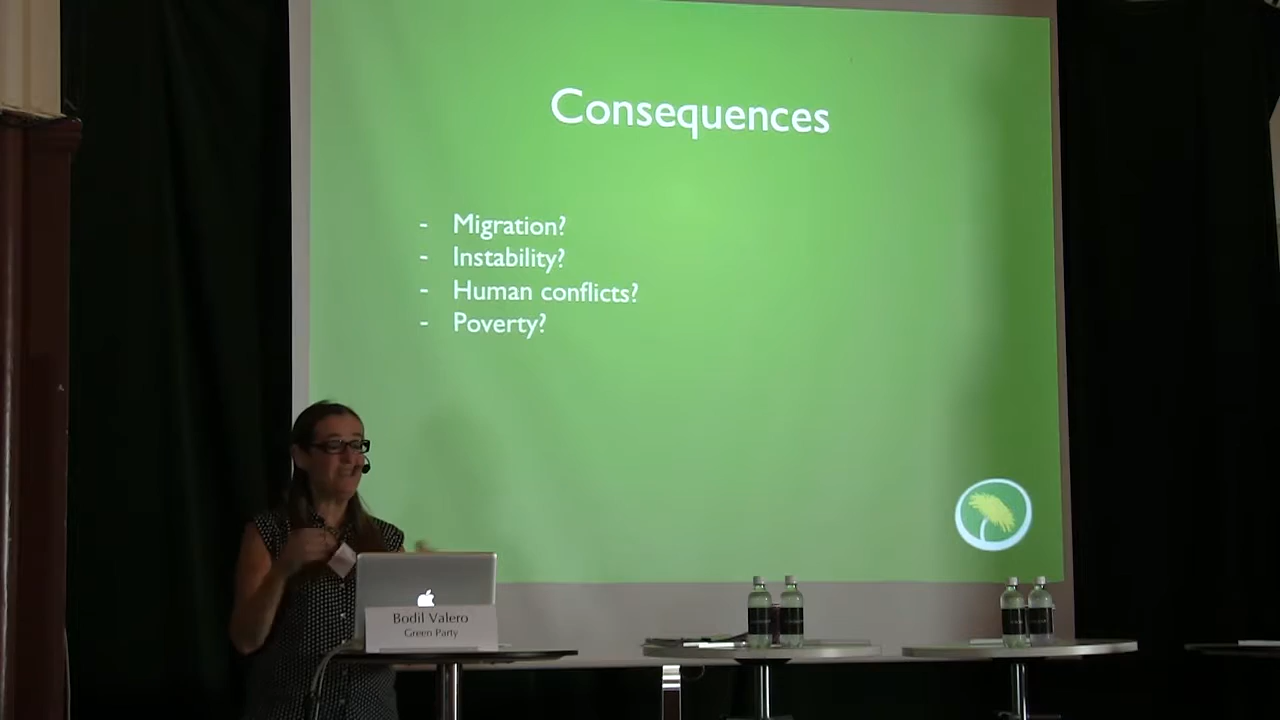 Consequences
- Migration?
- Instability?
- Human conflicts?
- Poverty?
Bodil Valero
Green Party